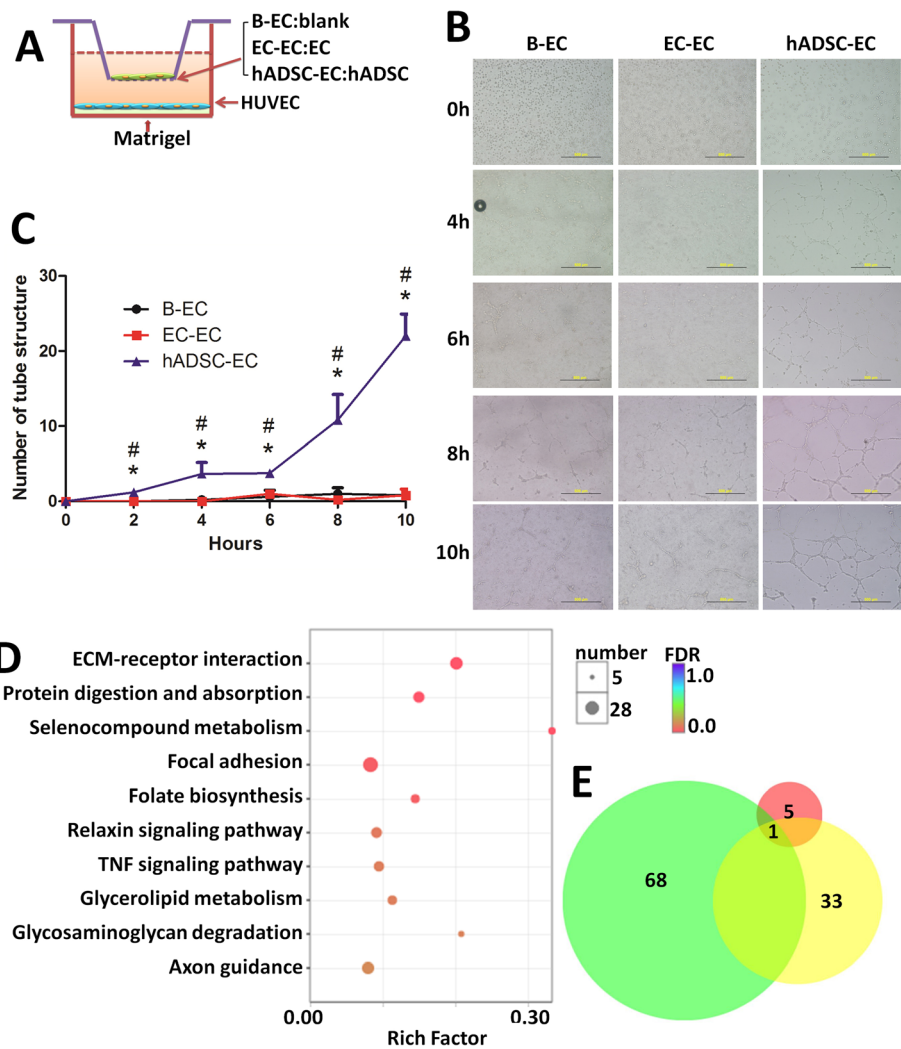 A
B-EC:blank
EC-EC:EC
hADSC-EC:hADSC
HUVEC
Matrigel
B
B-EC EC-EC hADSC-EC
0h
4h
6h
8h
10h
C
30
20
10
0
0 2 4 6 8 10
Number of tube structure
Hours
B-EC
EC-EC
hADSC-EC
# # # # #
* * * * *
D
ECM-receptor interaction
Protein digestion and absorption
Selenocompound metabolism
Focal adhesion
Folate biosynthesis
Relaxin signaling pathway
TNF signaling pathway
Glycerolipid metabolism
Glycosaminoglycan degradation
Axon guidance
0.00 0.30
Rich Factor
number
5
28
FDR
1.0
0.0
E
5
1
68
33